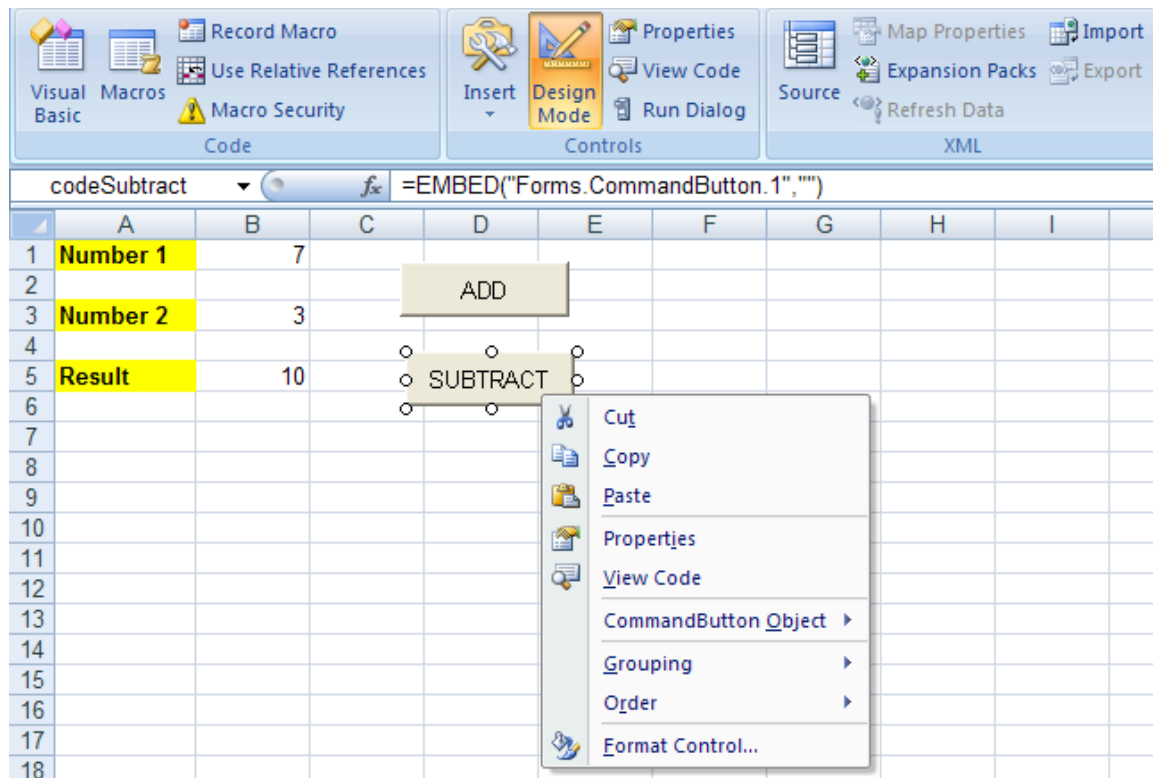 Record Macro
Use Relative References
Macro Security
Visual Basic
Macros
Code
Insert
Design Mode
Properties
View Code
Run Dialog
Controls
Source
Map Properties
Expansion Packs
Refresh Data
Import
Export
XML
codeSubtract fx =EMBED("Forms.CommandButton.1","")
A B C D E F G H I
1 Number 1 7
2 ADD
3 Number 2 3
4
5 Result 10 SUBTRACT
6
7
8
9
10
11
12
13
14
15
16
17
18
Cut
Copy
Paste
Properties
View Code
CommandButton Object
Grouping
Order
Format Control...